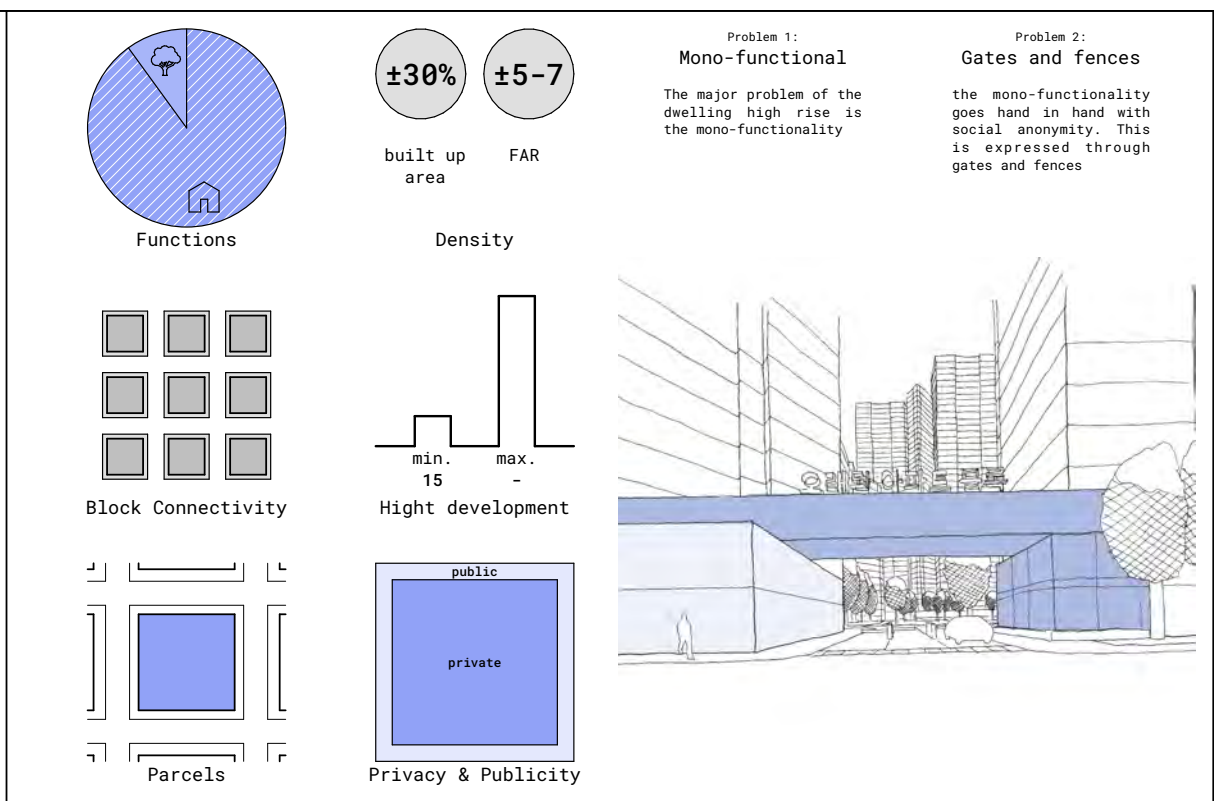 ±30%
±5-7
built up
area
FAR
Functions
Density
Problem 1:
Mono-functional
The major problem of the
dwelling high rise is
the mono-functionality
Problem 2:
Gates and fences
the mono-functionality
goes hand in hand with
social anonymity. This
is expressed through
gates and fences
min.
15
max.
-
Block Connectivity
Hight development
public
private
Parcels
Privacy & Publicity